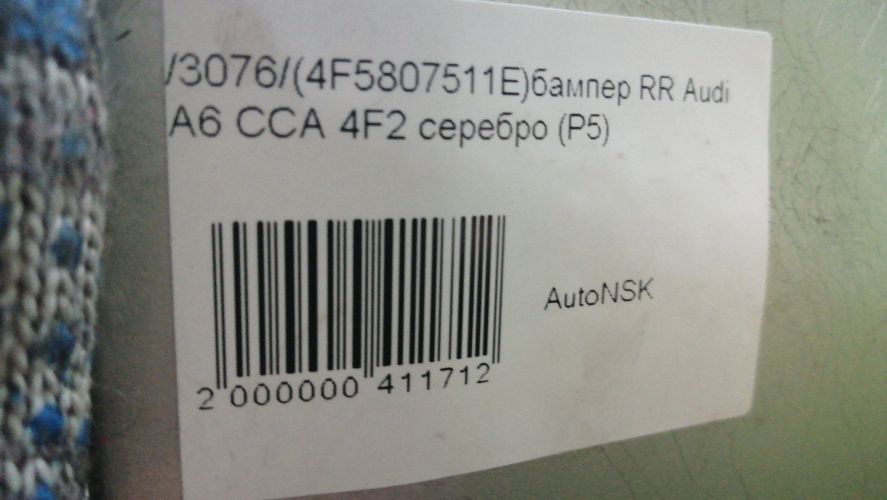 /3076/(4F5807511E)бампер RR Audi
A6 CCA 4F2 серебро (P5)
AutoNSK
2 000000 411712